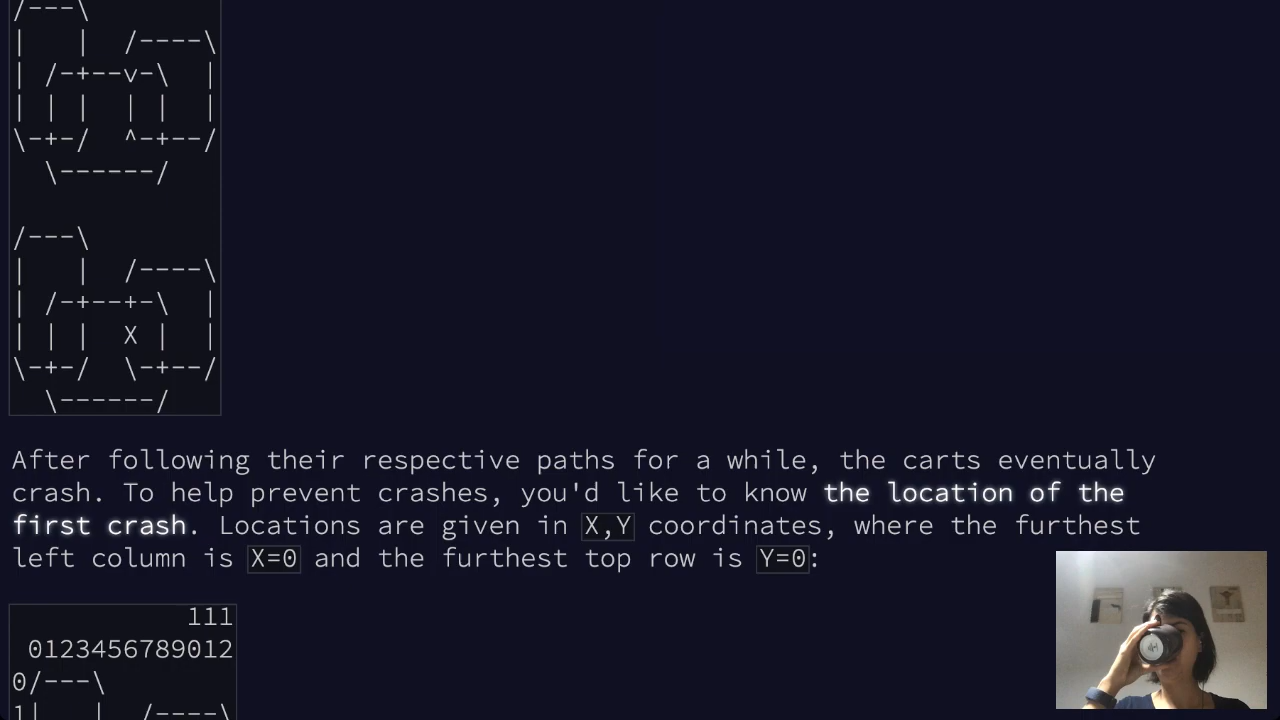 /---\
|   |  /----\
| /-+--v-\  |
| | |  | |  |
\-+-/  ^-+--/
  \------/
/---\
|   |  /----\
| /-+--+-\  |
| | |  X |  |
\-+-/  \-+--/
  \------/
After following their respective paths for a while, the carts eventually
crash. To help prevent crashes, you'd like to know the location of the
first crash. Locations are given in X,Y coordinates, where the furthest
left column is X=0 and the furthest top row is Y=0:
           111
 0123456789012
0/---\
1|   |  /----\